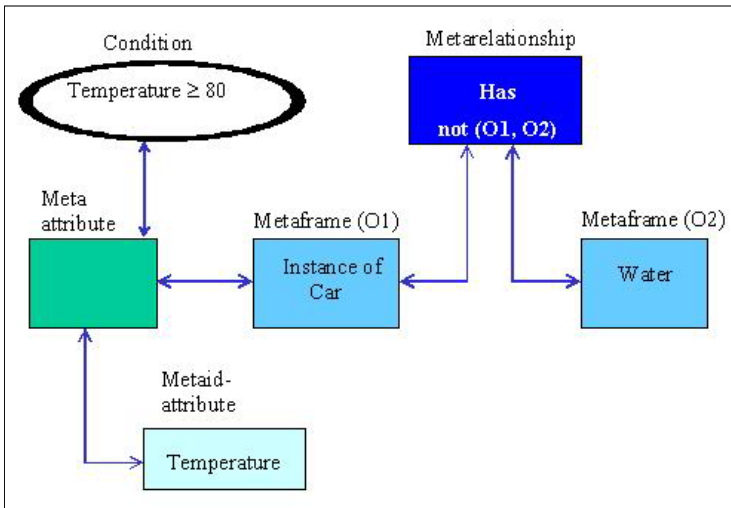 Condition
Metarelationship
Temperature ≥ 80
Has
not (O1, O2)
Meta
attribute
Metaframe (O1)
Metaframe (O2)
Instance of
Car
Water
Metaid-
attribute
Temperature